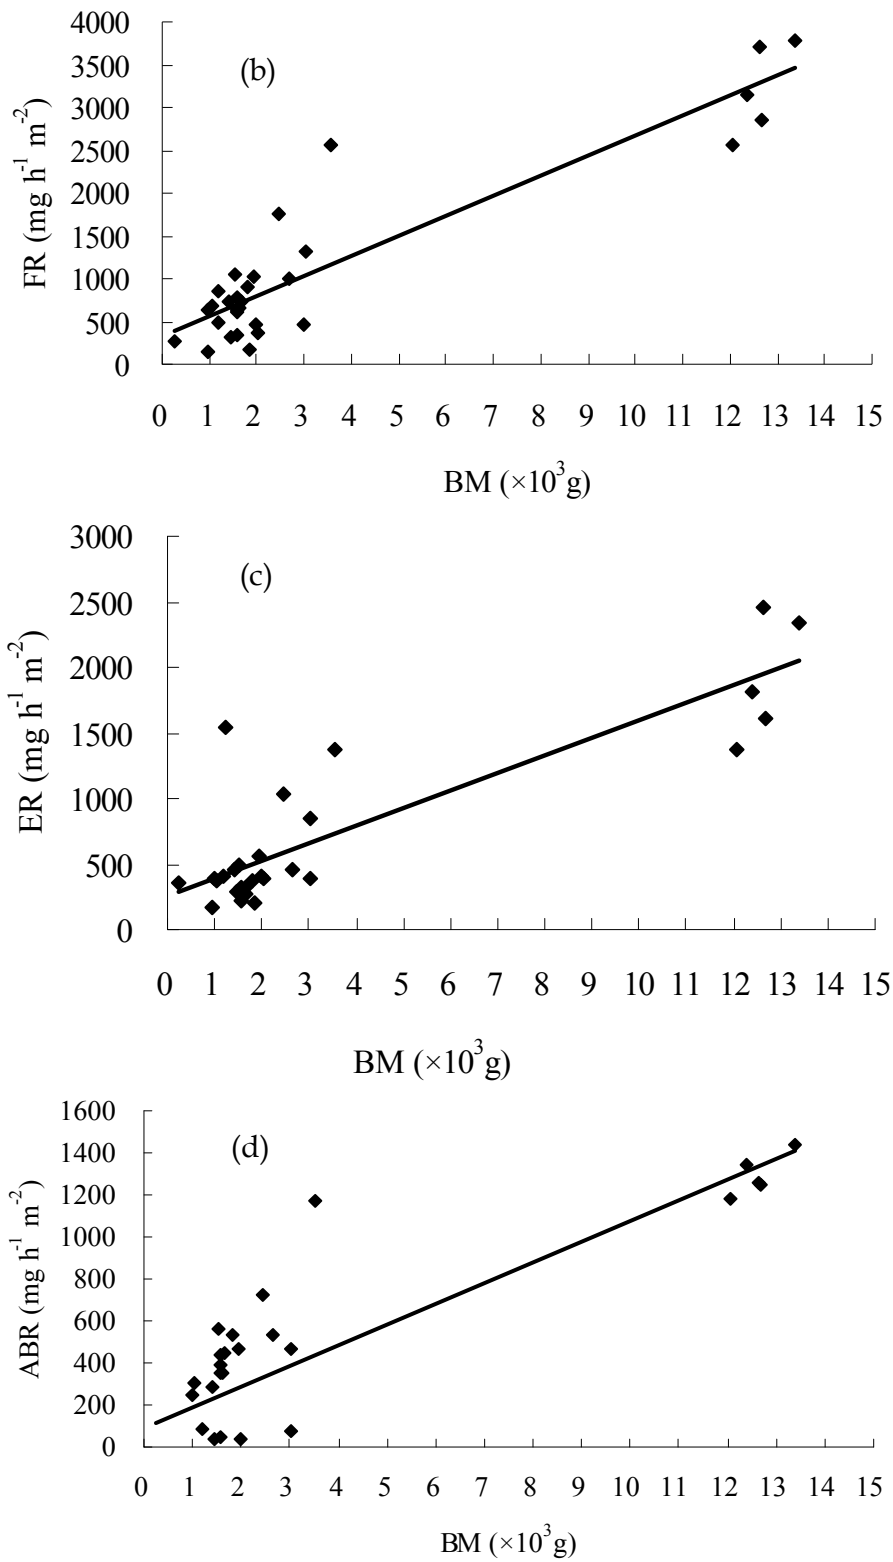 4000
3500
3000
2500
2000
1500
1000
500
0
FR (mg h⁻¹ m⁻²)
(b)
0 1 2 3 4 5 6 7 8 9 10 11 12 13 14 15
BM (×10³g)
3000
2500
2000
1500
1000
500
0
ER (mg h⁻¹ m⁻²)
(c)
0 1 2 3 4 5 6 7 8 9 10 11 12 13 14 15
BM (×10³g)
1600
1400
1200
1000
800
600
400
200
0
ABR (mg h⁻¹ m⁻²)
(d)
0 1 2 3 4 5 6 7 8 9 10 11 12 13 14 15
BM (×10³g)